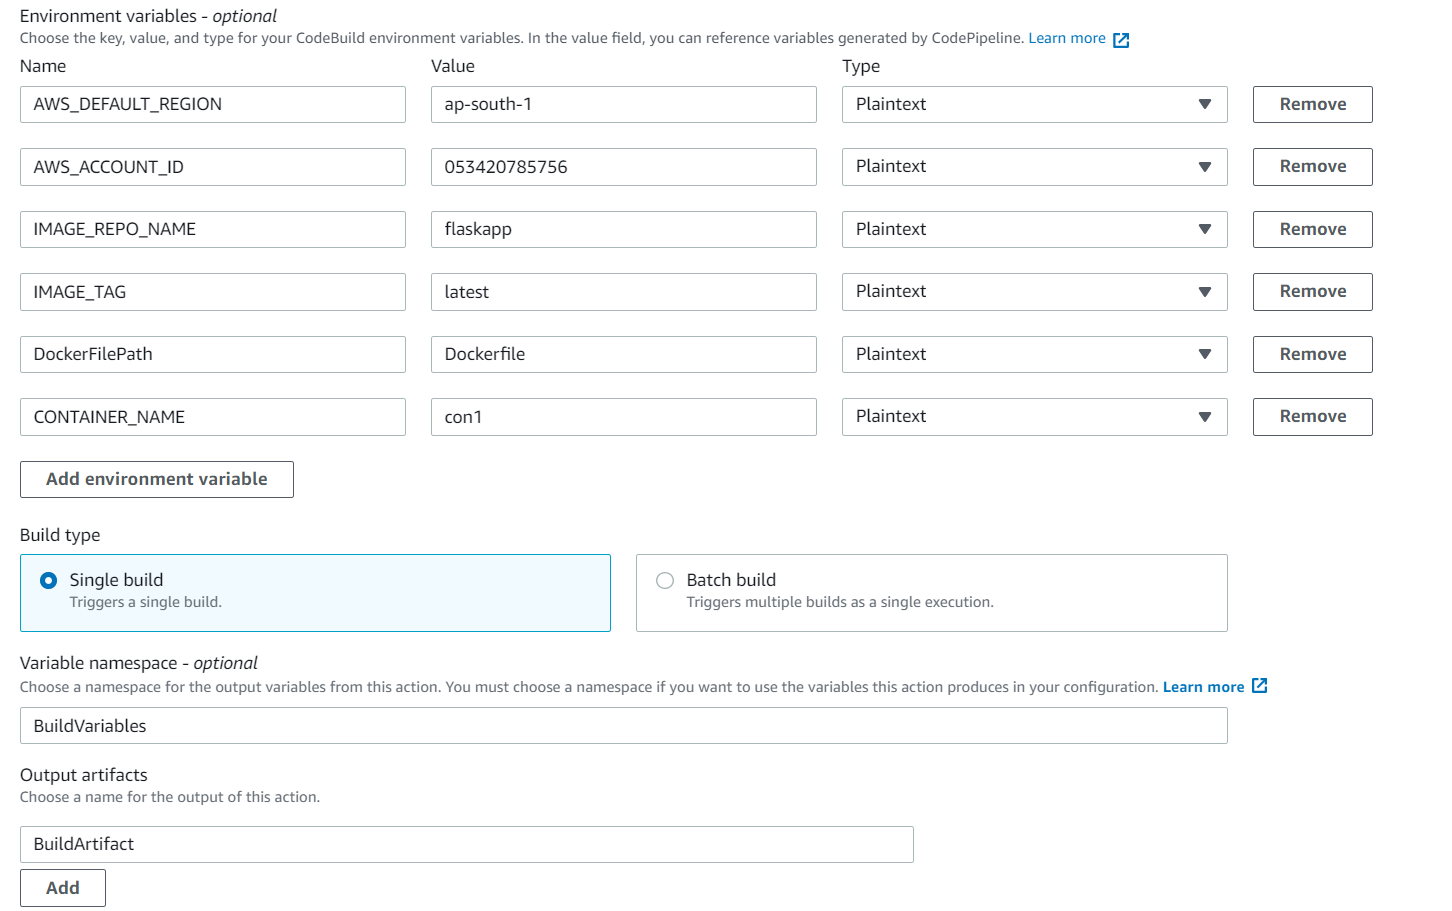 Environment variables - optional
Choose the key, value, and type for your CodeBuild environment variables. In the value field, you can reference variables generated by CodePipeline. Learn more
Name Value Type
AWS_DEFAULT_REGION ap-south-1 Plaintext Remove
AWS_ACCOUNT_ID 053420785756 Plaintext Remove
IMAGE_REPO_NAME flaskapp Plaintext Remove
IMAGE_TAG latest Plaintext Remove
DockerFilePath Dockerfile Plaintext Remove
CONTAINER_NAME con1 Plaintext Remove
Add environment variable
Build type
Single build Batch build
Triggers a single build. Triggers multiple builds as a single execution.
Variable namespace - optional
Choose a namespace for the output variables from this action. You must choose a namespace if you want to use the variables this action produces in your configuration. Learn more
BuildVariables
Output artifacts
Choose a name for the output of this action.
BuildArtifact
Add